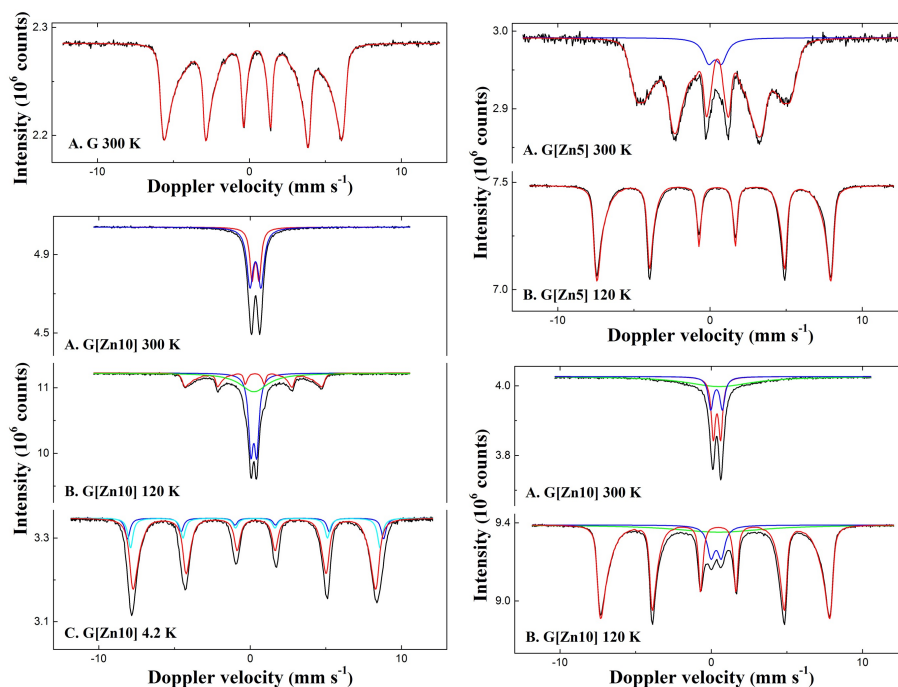 2.3
2.2
Intensity (10⁶ counts)
A. G 300 K
-10 0 10
Doppler velocity (mm s⁻¹)
4.9
4.5
A. G[Zn10] 300 K
11
10
B. G[Zn10] 120 K
3.3
3.1
C. G[Zn10] 4.2 K
Intensity (10⁶ counts)
-10 0 10
Doppler velocity (mm s⁻¹)
3.0
2.9
A. G[Zn5] 300 K
7.5
7.0
B. G[Zn5] 120 K
Intensity (10⁶ counts)
-10 0 10
Doppler velocity (mm s⁻¹)
4.0
3.8
A. G[Zn10] 300 K
9.4
9.0
B. G[Zn10] 120 K
Intensity (10⁶ counts)
-10 0 10
Doppler velocity (mm s⁻¹)